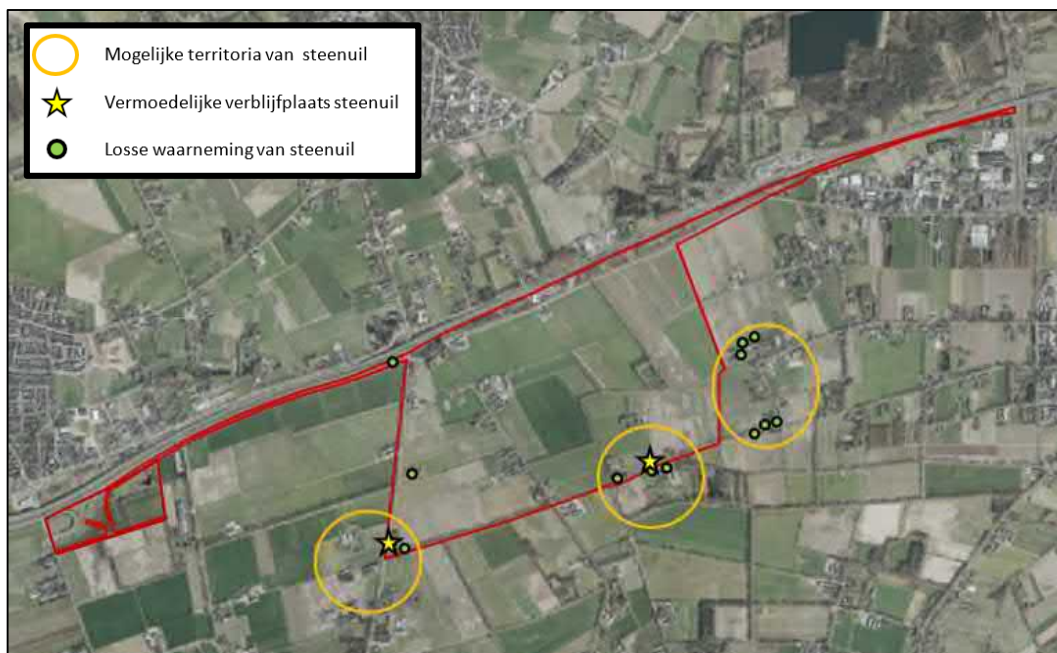 Mogelijke territoria van steenuil
Vermoedelijke verblijfplaats steenuil
Losse waarneming van steenuil